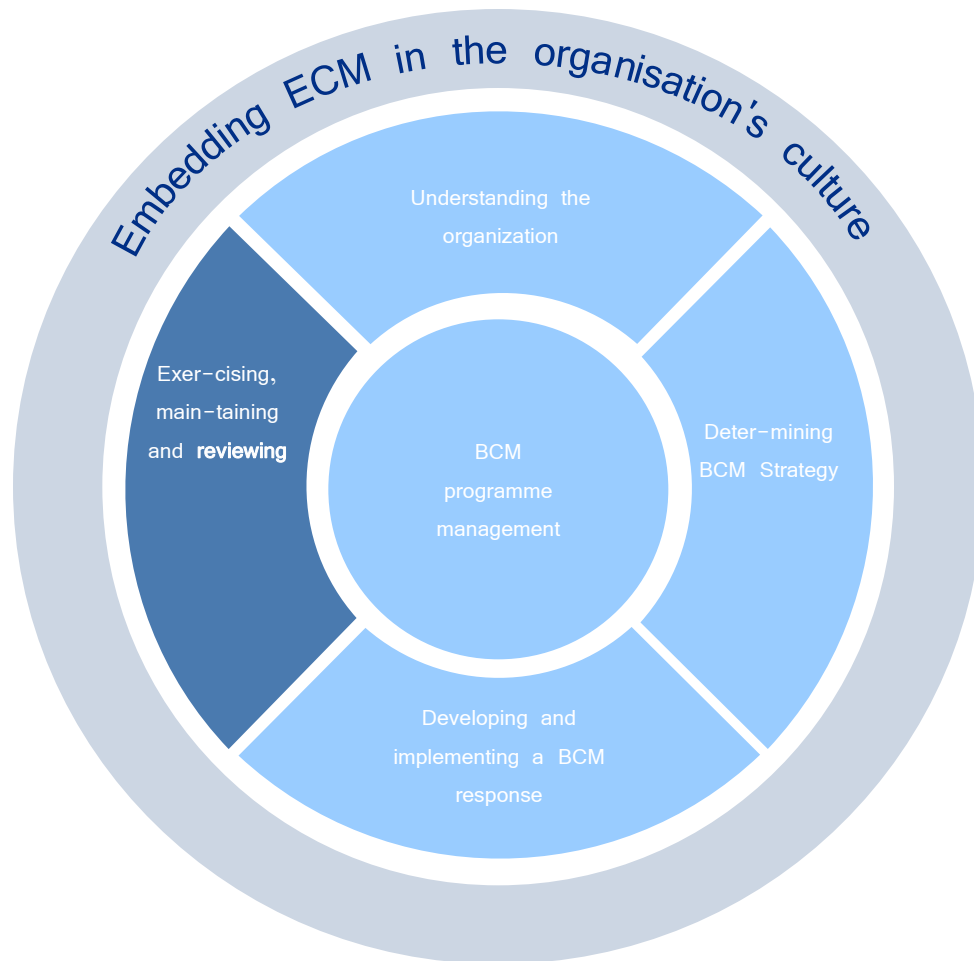 Embedding ECM in the organisation's culture
Understanding the
organization
Exer-cising,
main-taining
and reviewing
BCM
programme
management
Deter-mining
BCM Strategy
Developing and
implementing a BCM
response